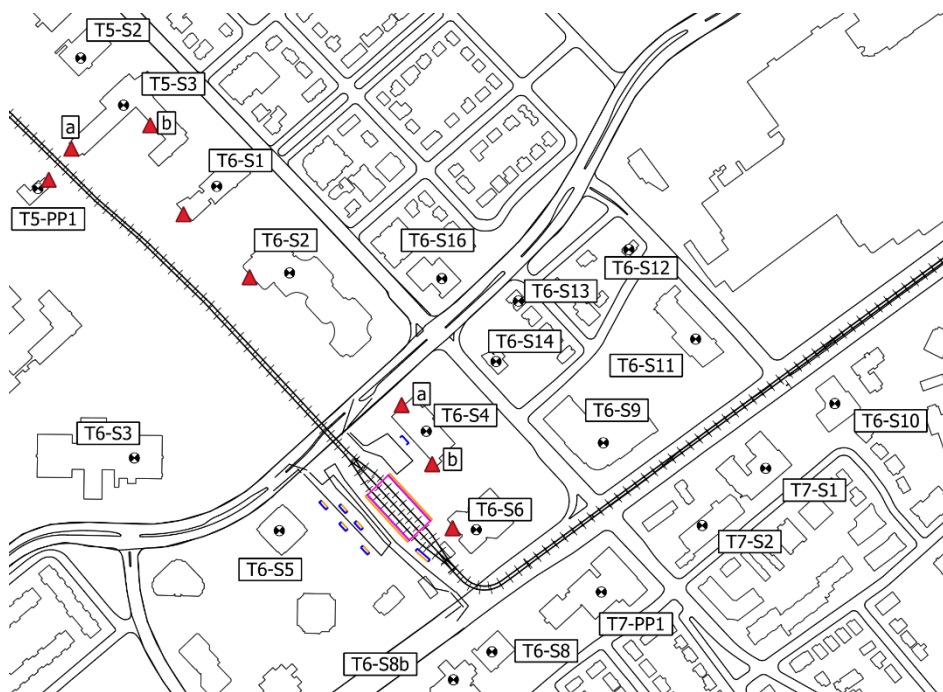 T5-S2
T5-S3
a
b
T6-S1
T5-PP1
T6-S2
T6-S16
T6-S12
T6-S13
T6-S14
T6-S11
a
T6-S4
T6-S9
T6-S10
T6-S3
b
T7-S1
T6-S6
T7-S2
T6-S5
T7-PP1
T6-S8
T6-S8b